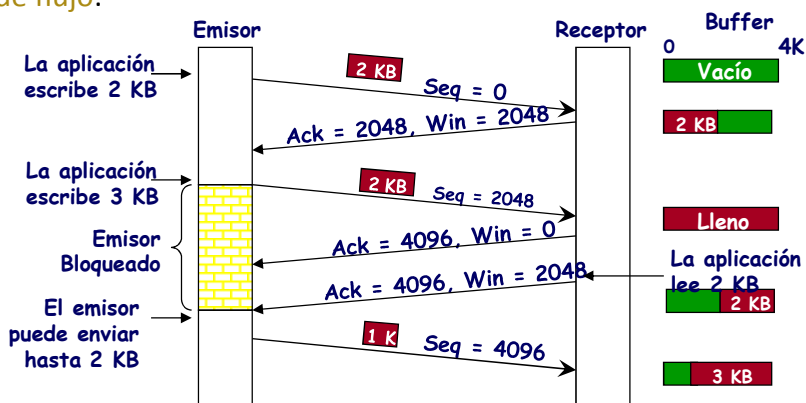 de flujo.
Emisor
Receptor
Buffer
0
4K
La aplicación
escribe 2 KB
2 KB
Seq = 0
Vacío
Ack = 2048, Win = 2048
2 KB
La aplicación
escribe 3 KB
2 KB
Seq = 2048
Lleno
Emisor
Bloqueado
Ack = 4096, Win = 0
La aplicación
lee 2 KB
Ack = 4096, Win = 2048
2 KB
El emisor
puede enviar
hasta 2 KB
1 K
Seq = 4096
3 KB